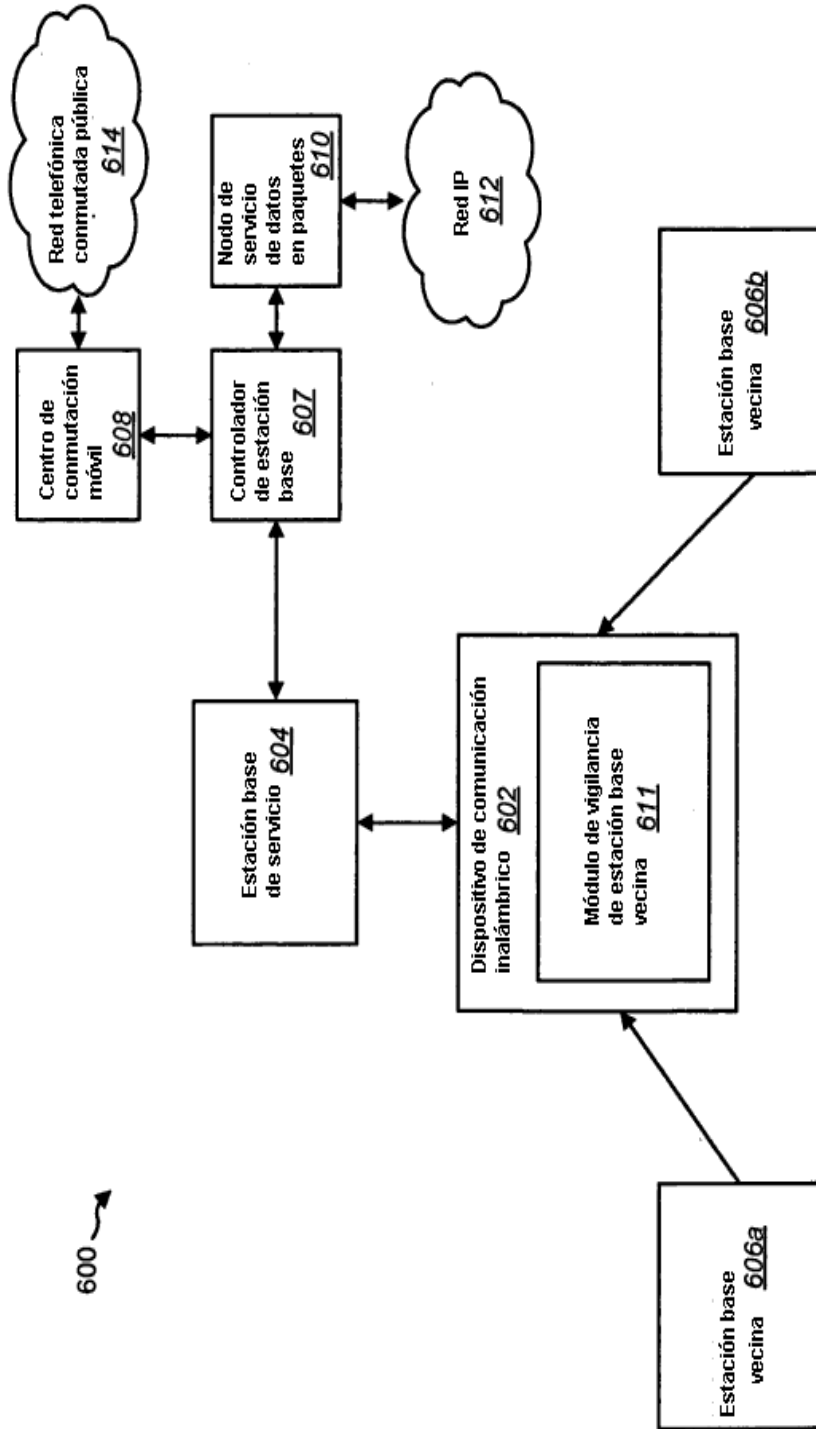 600
Red telefónica
conmutada pública
614
Centro de
conmutación
móvil
608
Nodo de
servicio
de datos
en paquetes
610
Controlador
de estación
base
607
Red IP
612
Estación base
de servicio
604
Dispositivo de comunicación
inalámbrico
602
Módulo de vigilancia
de estación base
vecina
611
Estación base
vecina
606a
Estación base
vecina
606b